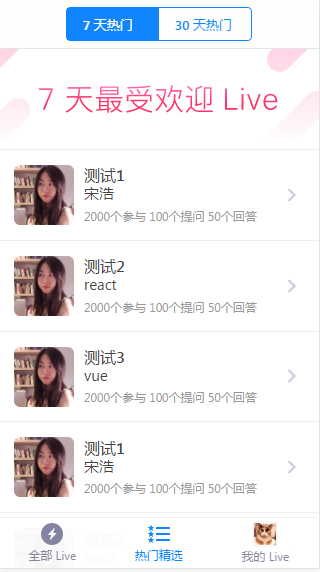 7 天热门 30 天热门
7 天最受欢迎 Live
测试1
宋浩
2000个参与 100个提问 50个回答
测试2
react
2000个参与 100个提问 50个回答
测试3
vue
2000个参与 100个提问 50个回答
测试1
宋浩
2000个参与 100个提问 50个回答
测试2
react
全部 Live 热门精选 我的 Live